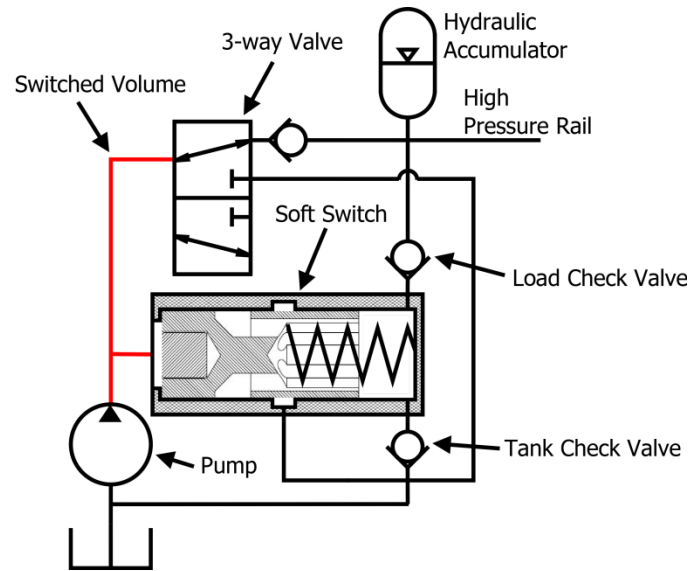 Hydraulic
Accumulator
3-way Valve
Switched Volume
High
Pressure Rail
Soft Switch
Load Check Valve
Tank Check Valve
Pump